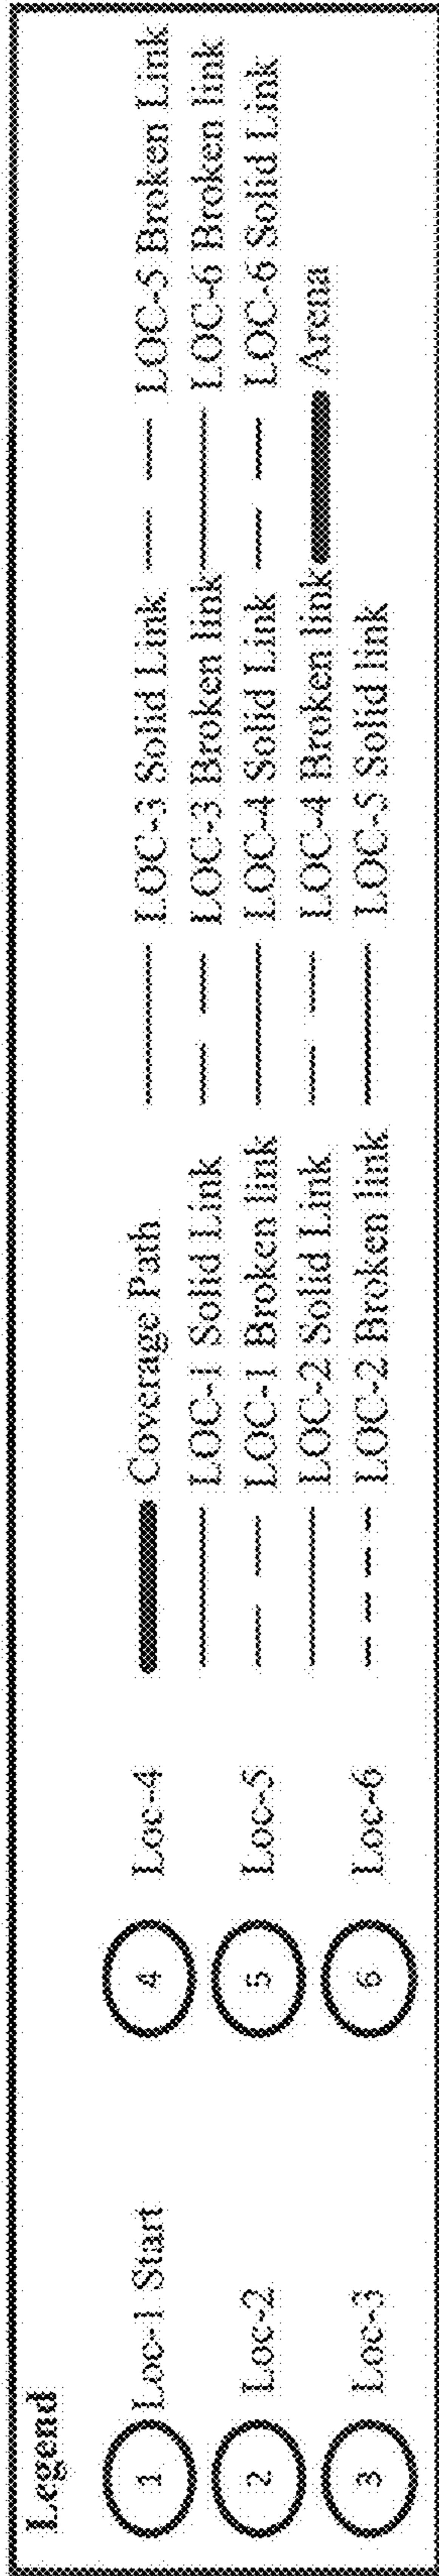 Legend
1 Loc-1 Start
2 Loc-2
3 Loc-3
4 Loc-4
5 Loc-5
6 Loc-6
Coverage Path
LOC-1 Solid Link
LOC-1 Broken link
LOC-2 Solid Link
LOC-2 Broken link
LOC-3 Solid Link
LOC-3 Broken link
LOC-4 Solid Link
LOC-4 Broken link
LOC-5 Solid link
LOC-5 Broken Link
LOC-6 Broken link
LOC-6 Solid Link
Arena